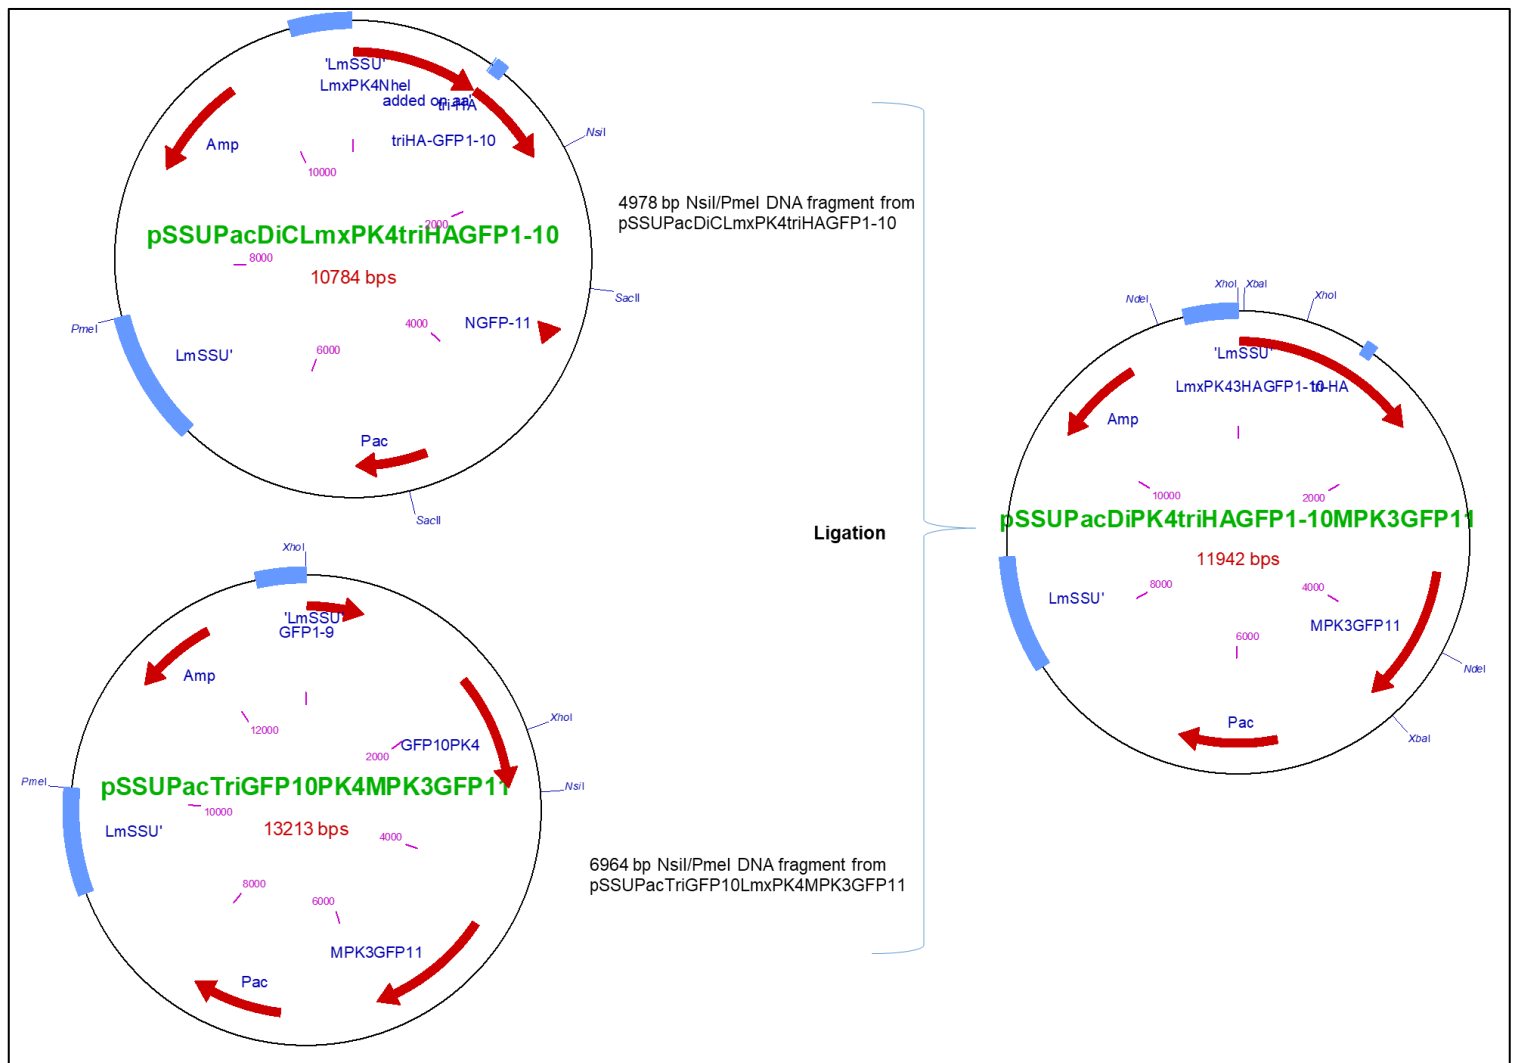 'LmSSU'
LmxPK4NheI
added on aa'
tri-HA
Amp
triHA-GFP1-10
NsiI
10000
2000
pSSUPacDiCLmxPK4triHAGFP1-10
8000
10784 bps
SacII
PmeI
NGFP-11
4000
LmSSU'
6000
Pac
SacII
4978 bp NsiI/PmeI DNA fragment from
pSSUPacDiCLmxPK4triHAGFP1-10
Ligation
XhoI
'LmSSU'
GFP1-9
Amp
XhoI
12000
2000
GFP10PK4
PmeI
pSSUPacTriGFP10PK4MPK3GFP11
NsiI
10000
LmSSU'
13213 bps
4000
8000
6000
MPK3GFP11
Pac
6964 bp NsiI/PmeI DNA fragment from
pSSUPacTriGFP10LmxPK4MPK3GFP11
XhoI
XbaI
NdeI
XhoI
'LmSSU'
LmxPK43HAGFP1-10
tri-HA
Amp
10000
2000
pSSUPacDiPK4triHAGFP1-10MPK3GFP11
11942 bps
8000
4000
LmSSU'
MPK3GFP11
6000
NdeI
Pac
XbaI